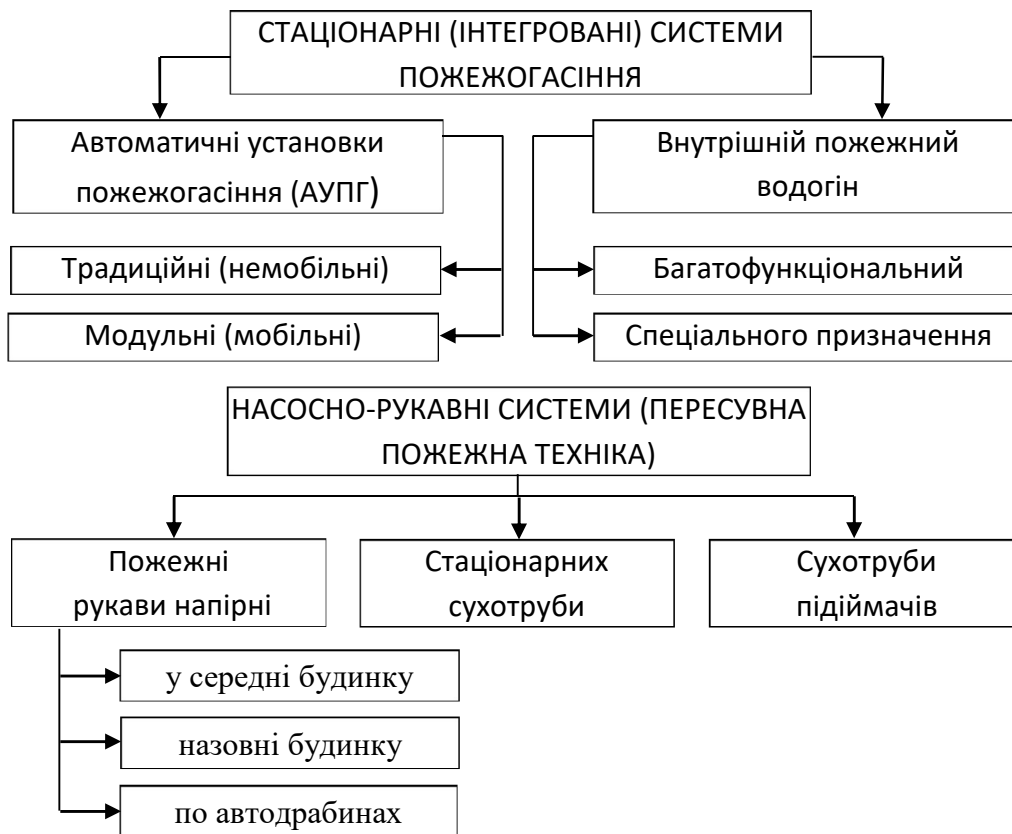 СТАЦІОНАРНІ (ІНТЕГРОВАНІ) СИСТЕМИ
ПОЖЕЖОГАСІННЯ
Автоматичні установки
пожежогасіння (АУПГ)
Внутрішній пожежний
водогін
Традиційні (немобільні)
Багатофункціональний
Модульні (мобільні)
Спеціального призначення
НАСОСНО-РУКАВНІ СИСТЕМИ (ПЕРЕСУВНА
ПОЖЕЖНА ТЕХНІКА)
Пожежні
рукави напірні
Стаціонарних
сухотруби
Сухотруби
підіймачів
у середні будинку
назовні будинку
по автодрабинах